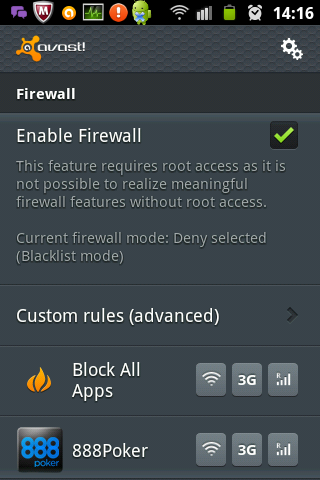 14:16
avast!
Firewall
Enable Firewall
This feature requires root access as it is
not possible to realize meaningful
firewall features without root access.
Current firewall mode: Deny selected
(Blacklist mode)
Custom rules (advanced)
Block All
Apps
3G
R
888Poker
888
poker
3G
R